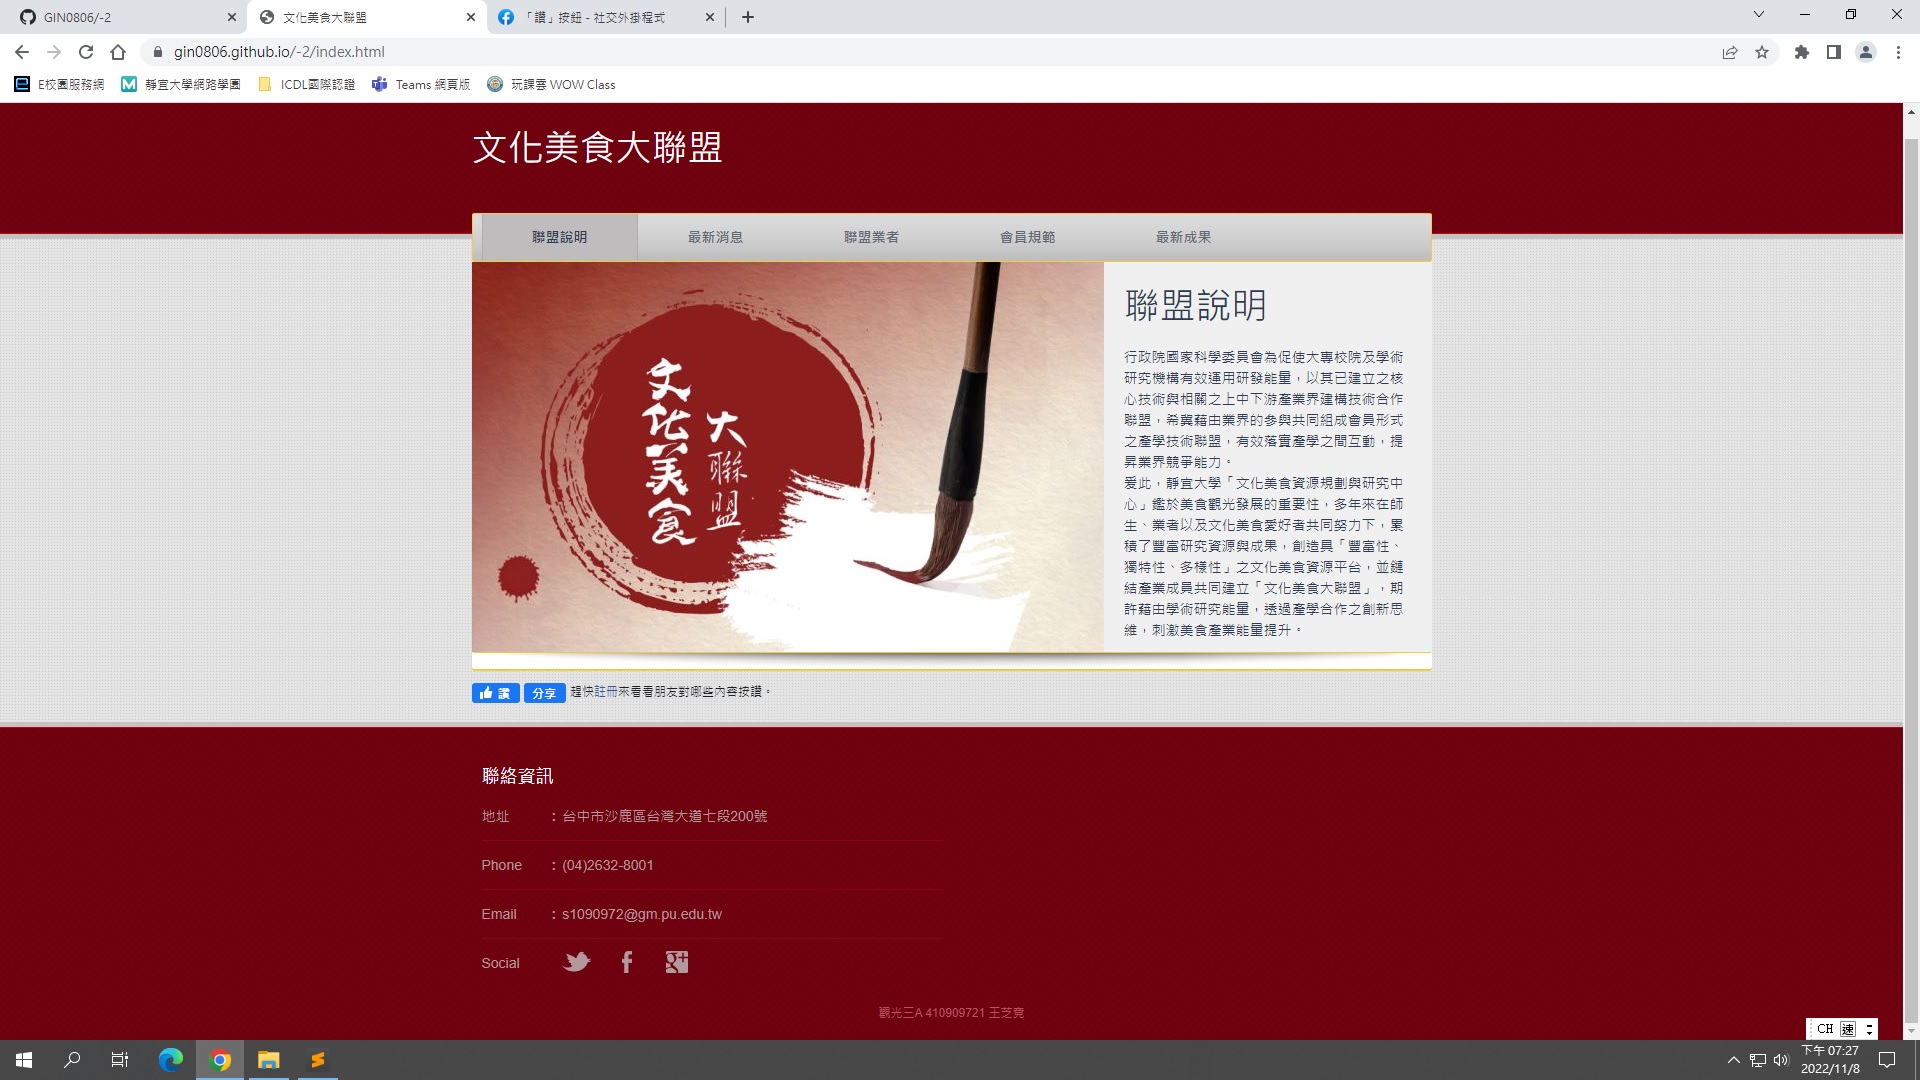 GIN0806/-2
文化美食大聯盟
「讚」按鈕 - 社交外掛程式
gin0806.github.io/-2/index.html
E校園服務網
靜宜大學網路學園
ICDL國際認證
Teams 網頁版
玩課雲 WOW Class
文化美食大聯盟
聯盟說明
最新消息
聯盟業者
會員規範
最新成果
文化美食
大聯盟
聯盟說明
行政院國家科學委員會為促使大專校院及學術
研究機構有效運用研發能量，以其已建立之核
心技術與相關之上中下游產業界建構技術合作
聯盟，希冀藉由業界的參與共同組成會員形式
之產學技術聯盟，有效落實產學之間互動，提
昇業界競爭能力。
爰此，靜宜大學「文化美食資源規劃與研究中
心」鑑於美食觀光發展的重要性，多年來在師
生、業者以及文化美食愛好者共同努力下，累
積了豐富研究資源與成果，創造具「豐富性、
獨特性、多樣性」之文化美食資源平台，並鏈
結產業成員共同建立「文化美食大聯盟」，期
許藉由學術研究能量，透過產學合作之創新思
維，刺激美食產業能量提升。
讚 分享 趕快註冊來看看朋友對哪些內容按讚。
聯絡資訊
地址 : 台中市沙鹿區台灣大道七段200號
Phone : (04)2632-8001
Email : s1090972@gm.pu.edu.tw
Social
觀光三A 410909721 王芝竟
CH 速
下午 07:27
2022/11/8